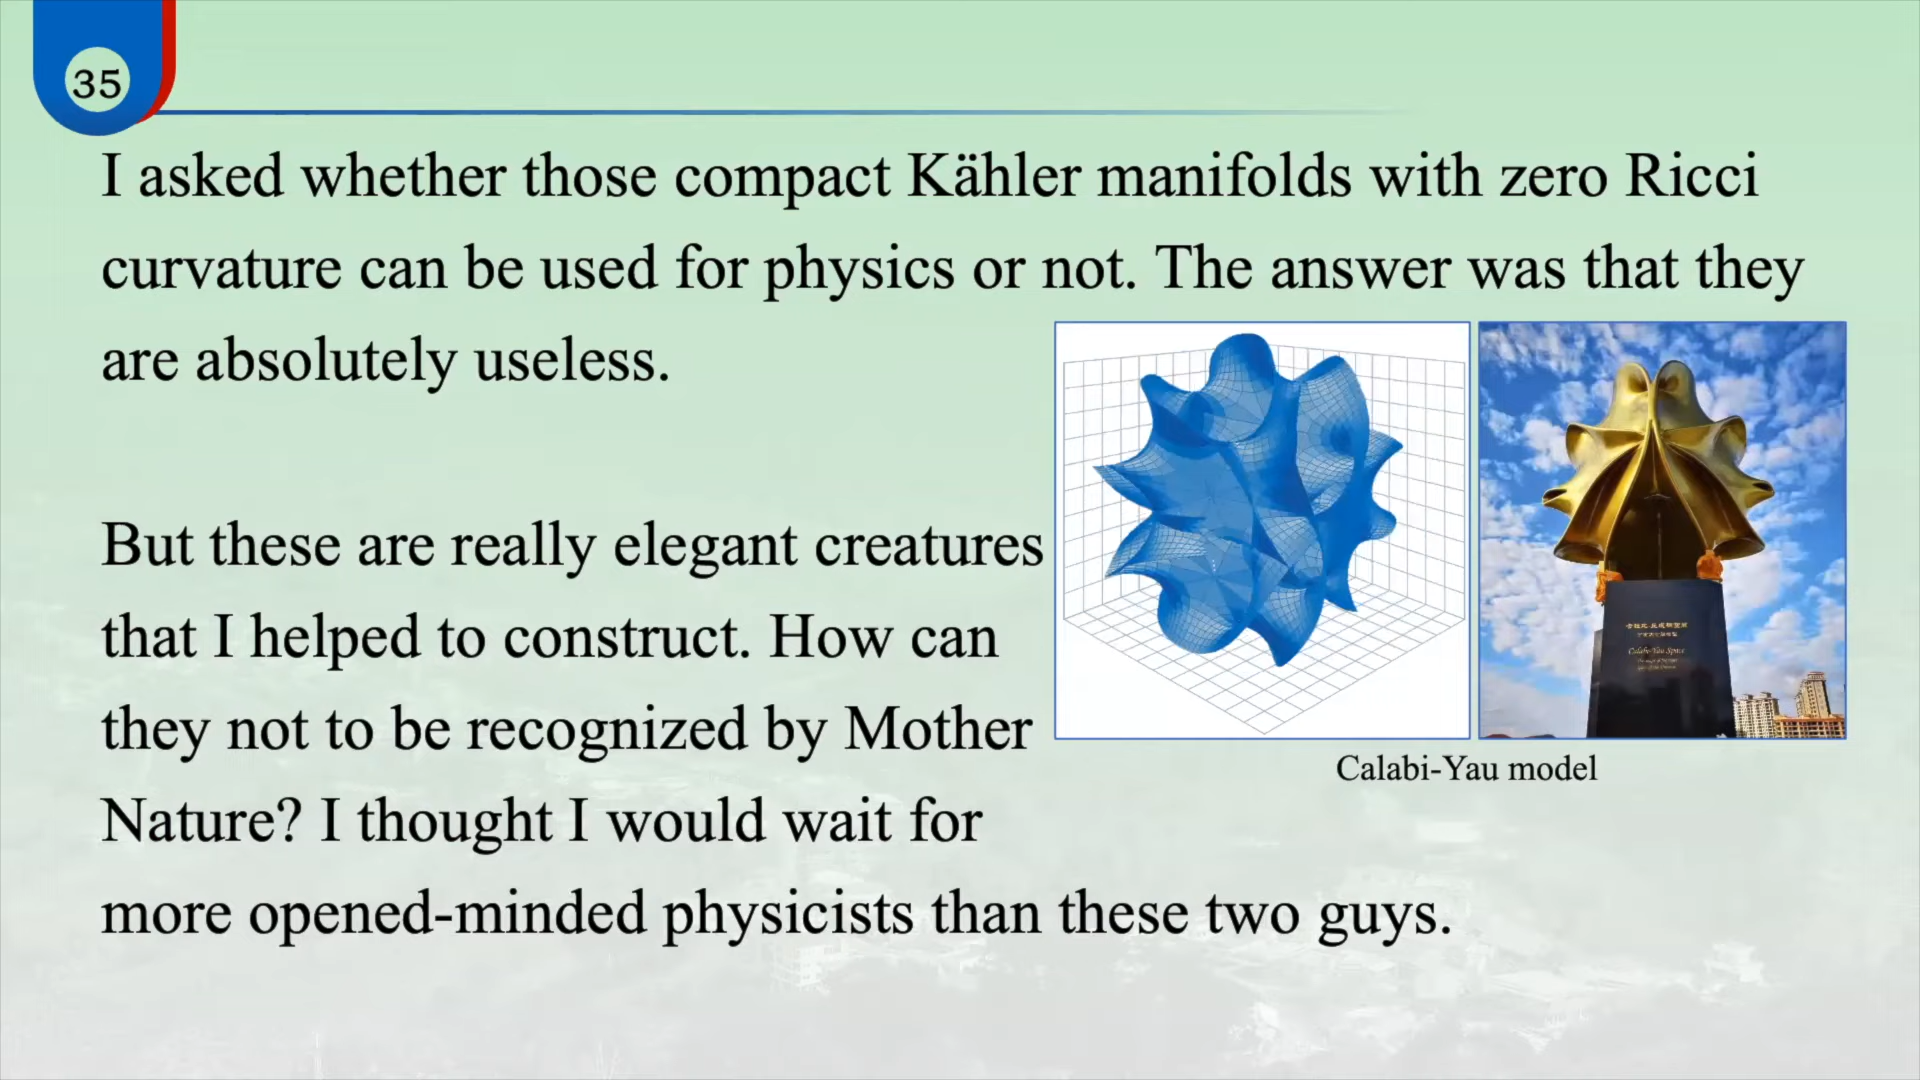 35
I asked whether those compact Kähler manifolds with zero Ricci
curvature can be used for physics or not. The answer was that they
are absolutely useless.
But these are really elegant creatures
that I helped to construct. How can
they not to be recognized by Mother
Nature? I thought I would wait for
more opened-minded physicists than these two guys.
Calabi-Yau Space
Calabi-Yau model